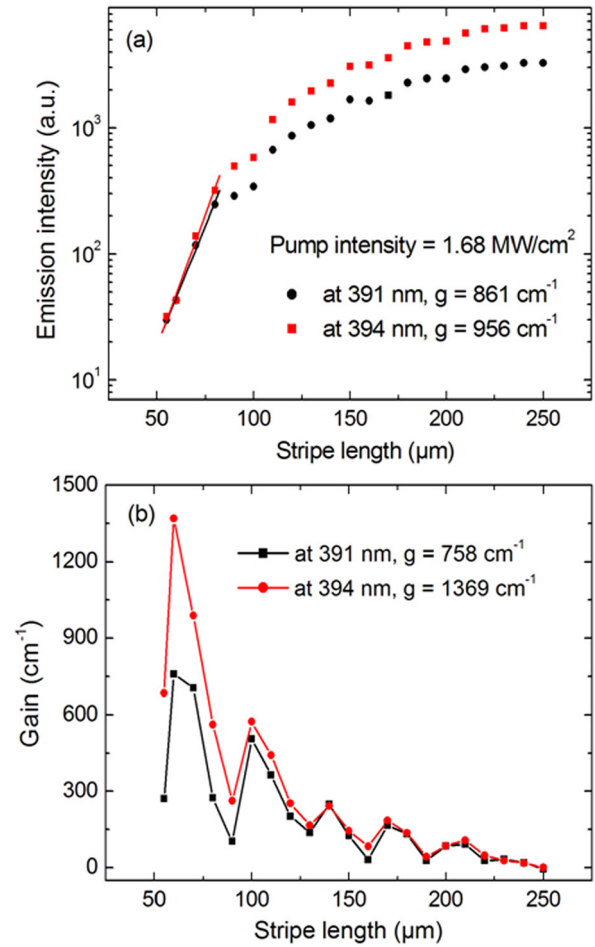 (a)
Emission intensity (a.u.)
10³
10²
10¹
Pump intensity = 1.68 MW/cm²
at 391 nm, g = 861 cm⁻¹
at 394 nm, g = 956 cm⁻¹
50 100 150 200 250
Stripe length (µm)
(b)
Gain (cm⁻¹)
1500
1200
900
600
300
0
at 391 nm, g = 758 cm⁻¹
at 394 nm, g = 1369 cm⁻¹
50 100 150 200 250
Stripe length (µm)